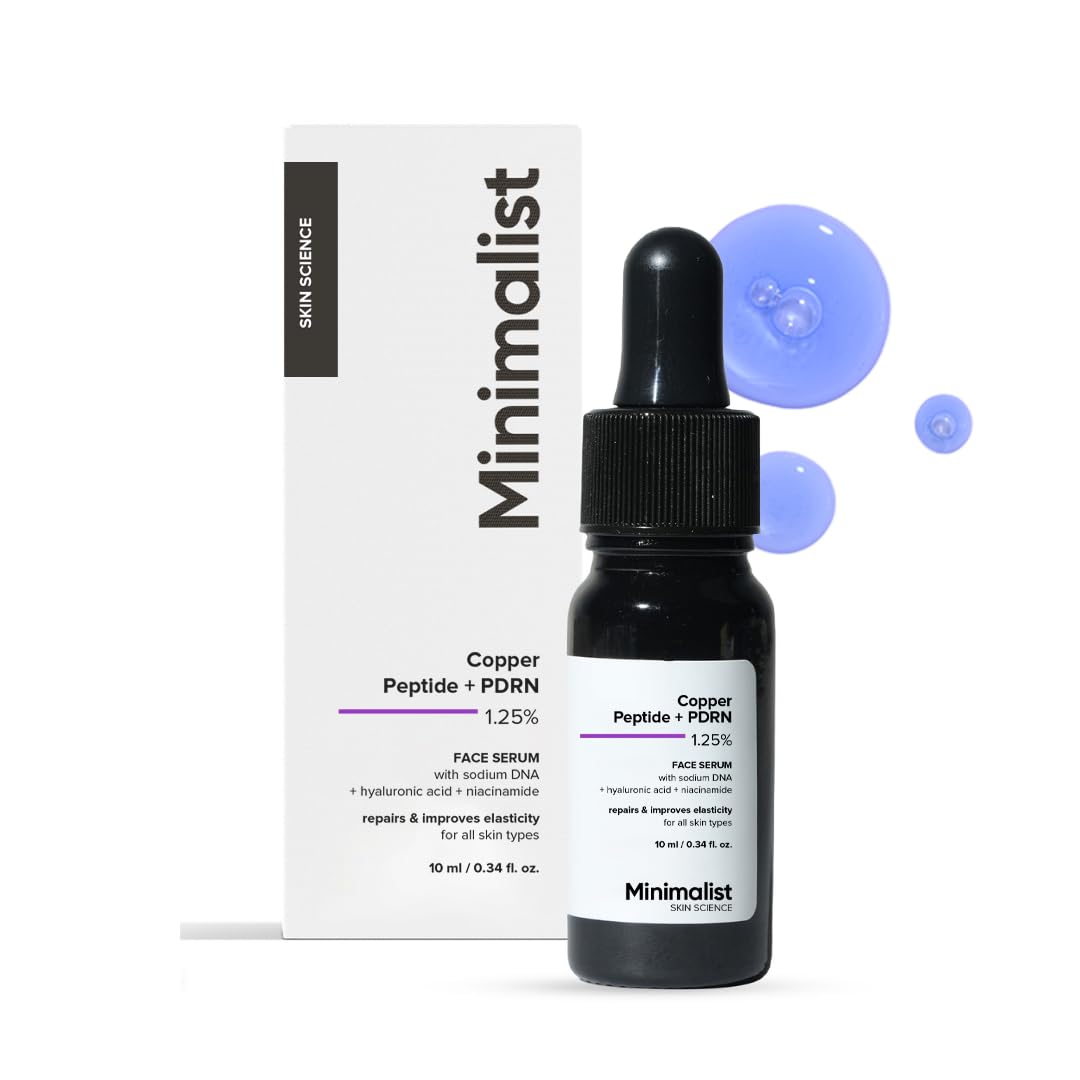 SKIN SCIENCE
Minimalist
Copper
Peptide + PDRN
1.25%
FACE SERUM
with sodium DNA
+ hyaluronic acid + niacinamide
repairs & improves elasticity
for all skin types
10 ml / 0.34 fl. oz.
Copper
Peptide + PDRN
1.25%
FACE SERUM
with sodium DNA
+ hyaluronic acid + niacinamide
repairs & improves elasticity
for all skin types
10 ml / 0.34 fl. oz.
Minimalist
SKIN SCIENCE